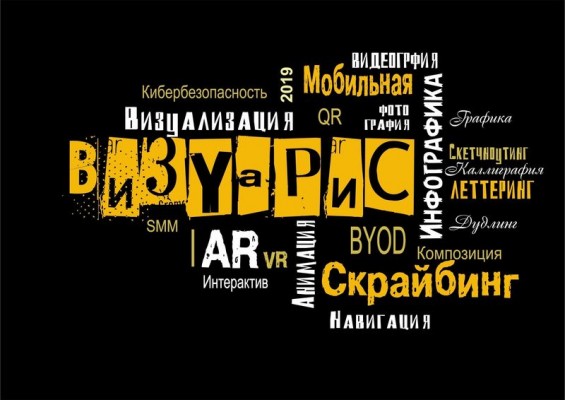 ВИДЕОГРФИЯ
Кибербезопасность
2019
Мобильная
ИНФОГРАФИКА
Визуализация
QR
ФОТО
ГРАФИЯ
Графика
ВиЗУаРиС
Скетчноутинг
Каллиграфия
ЛЕТТЕРИНГ
SMM
AR
VR
Интерактив
АНИМАЦИЯ
BYOD
Дудлинг
Композиция
Скрайбинг
Навигация